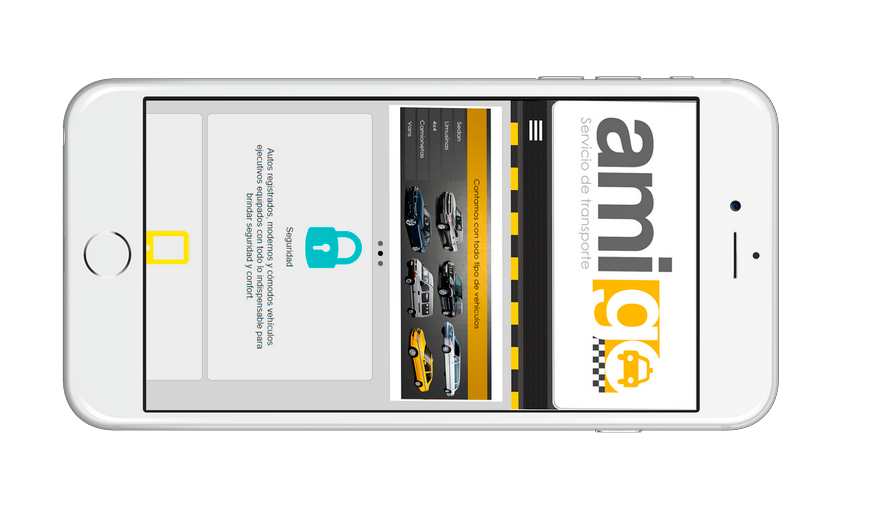 amigo
Servicio de transporte
Contamos con todo tipo de vehículos
Sedan
Limusinas
4x4
Camionetas
Vans
Seguridad
Autos registrados, modernos y cómodos vehículos
ejecutivos equipados con todo lo indispensable para
brindar seguridad y confort.